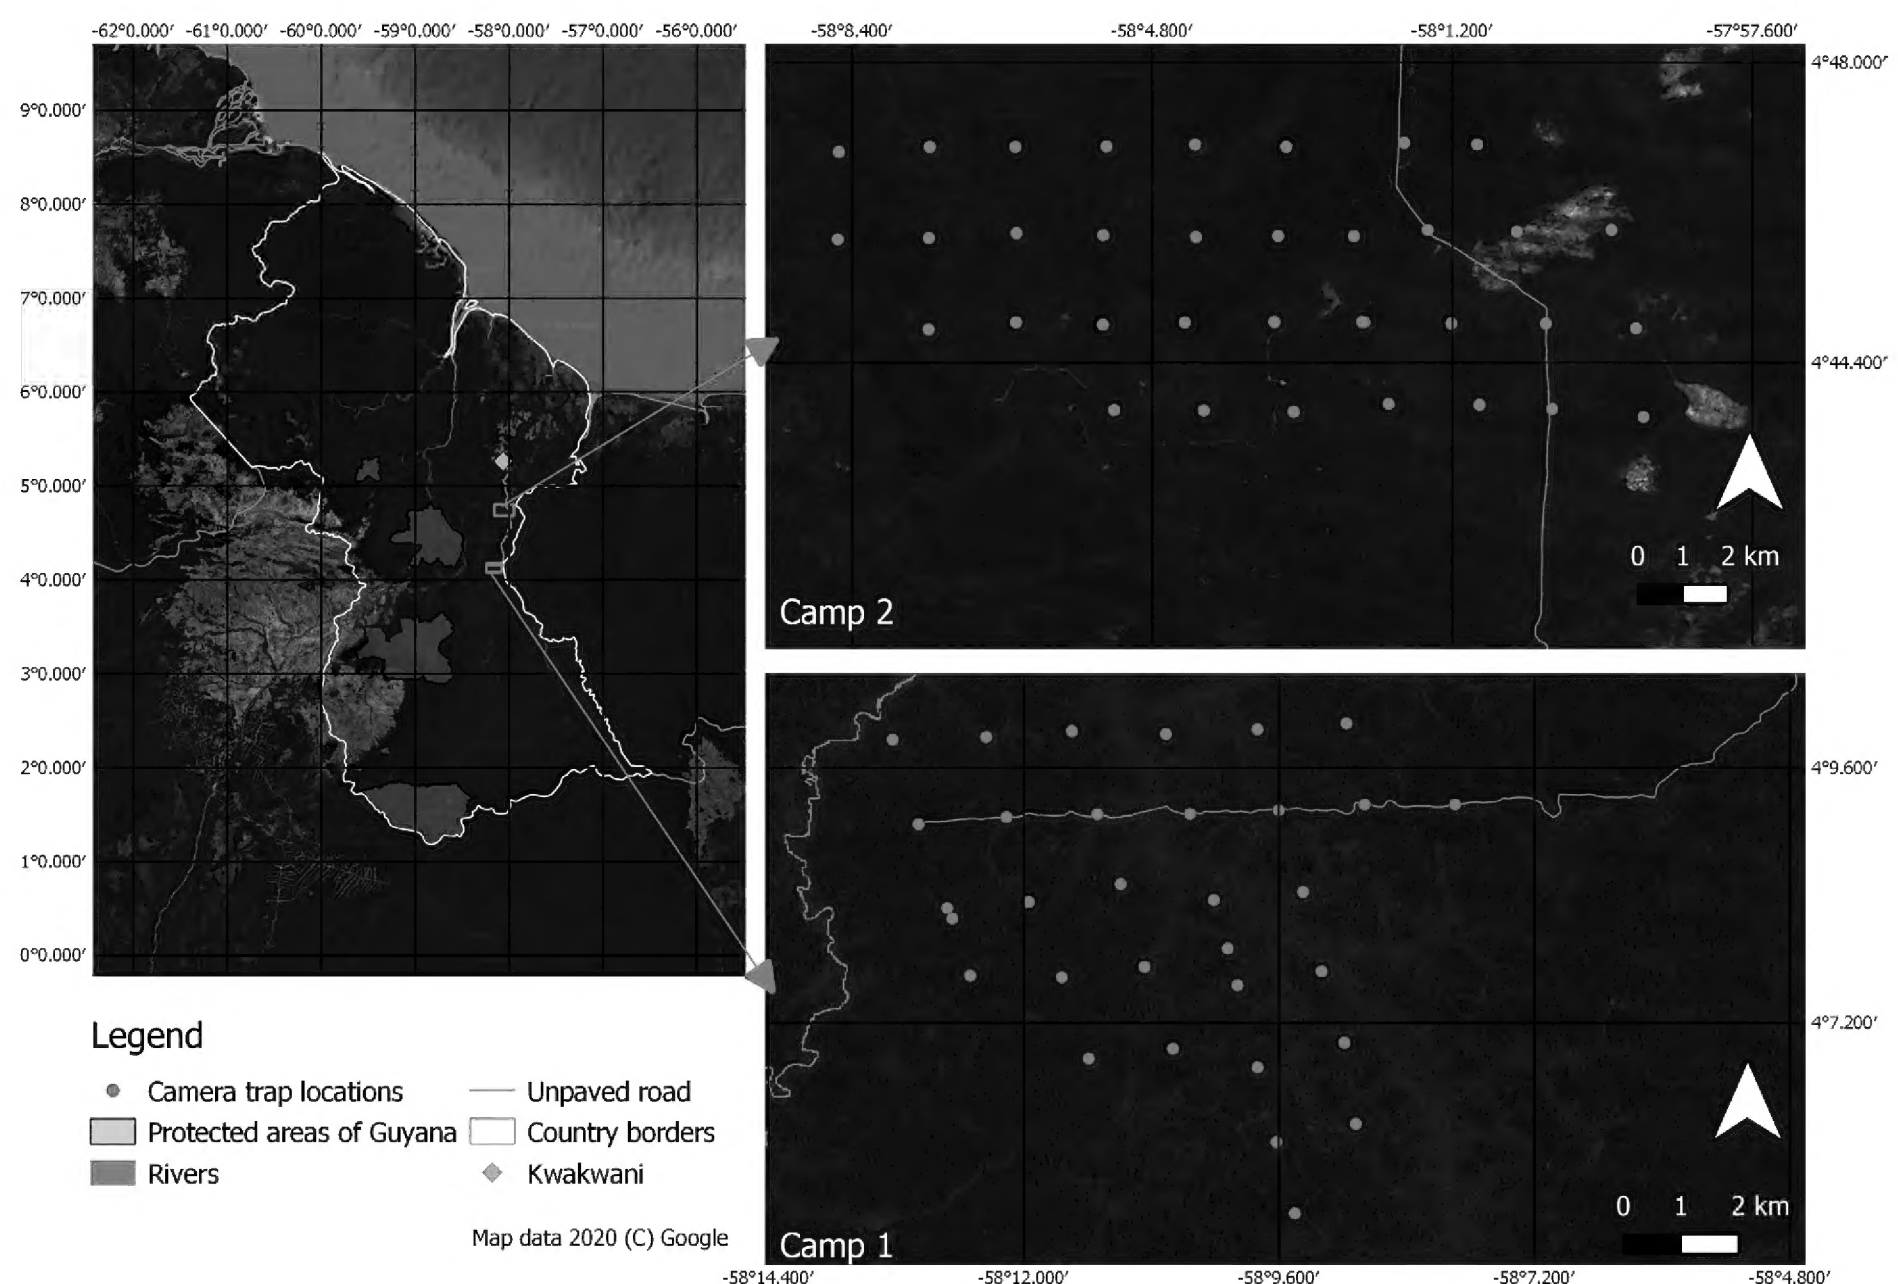 -62°0.000′ -61°0.000′ -60°0.000′ -59°0.000′ -58°0.000′ -57°0.000′ -56°0.000′
9°0.000′
8°0.000′
7°0.000′
6°0.000′
5°0.000′
4°0.000′
3°0.000′
2°0.000′
1°0.000′
0°0.000′
-58°8.400′ -58°4.800′ -58°1.200′ -57°57.600′
4°48.000′
4°44.400′
0 1 2 km
Camp 2
4°9.600′
4°7.200′
0 1 2 km
Camp 1
-58°14.400′ -58°12.000′ -58°9.600′ -58°7.200′ -58°4.800′
Legend
Camera trap locations
Protected areas of Guyana
Rivers
Unpaved road
Country borders
Kwakwani
Map data 2020 (C) Google